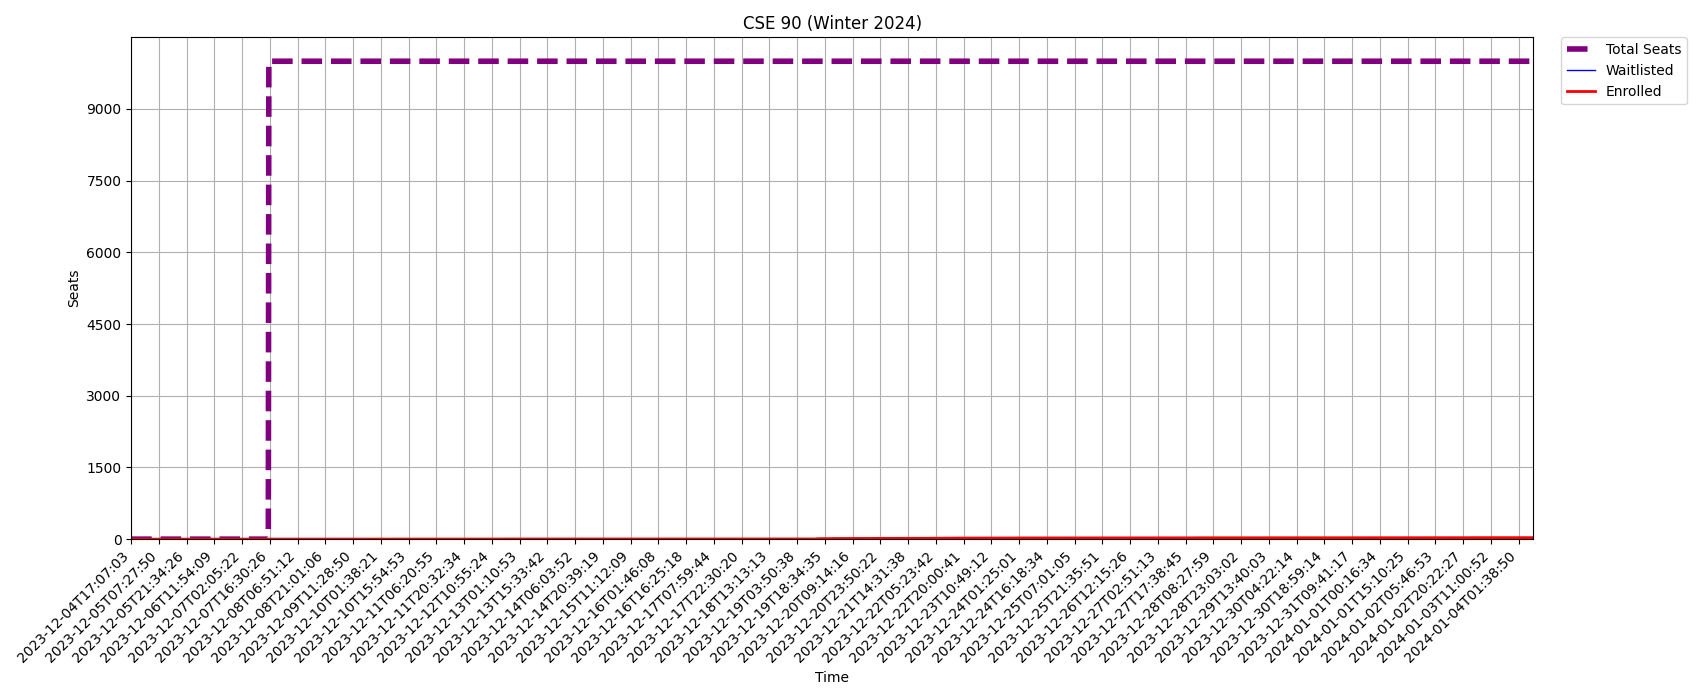 CSE 90 (Winter 2024)
Total Seats
Waitlisted
Enrolled
Seats
9000
7500
6000
4500
3000
1500
0
2023-12-04T17:07:03
2023-12-05T07:27:50
2023-12-05T21:34:26
2023-12-06T11:54:09
2023-12-07T02:05:22
2023-12-07T16:30:26
2023-12-08T06:51:12
2023-12-08T21:01:06
2023-12-09T11:28:50
2023-12-10T01:38:21
2023-12-10T15:54:53
2023-12-11T06:20:55
2023-12-11T20:32:34
2023-12-12T10:55:24
2023-12-13T01:10:53
2023-12-13T15:33:42
2023-12-14T06:03:52
2023-12-14T20:39:19
2023-12-15T11:12:09
2023-12-16T01:46:08
2023-12-16T16:25:18
2023-12-17T07:59:44
2023-12-17T22:30:20
2023-12-18T13:13:13
2023-12-19T03:50:38
2023-12-19T18:34:35
2023-12-20T09:14:16
2023-12-20T23:50:22
2023-12-21T14:31:38
2023-12-22T05:23:42
2023-12-22T20:00:41
2023-12-23T10:49:12
2023-12-24T01:25:01
2023-12-24T16:18:34
2023-12-25T07:01:05
2023-12-25T21:35:51
2023-12-26T12:15:26
2023-12-27T02:51:13
2023-12-27T17:38:45
2023-12-28T08:27:59
2023-12-28T23:03:02
2023-12-29T13:40:03
2023-12-30T04:22:14
2023-12-30T18:59:14
2023-12-31T09:41:17
2024-01-01T00:16:34
2024-01-01T15:10:25
2024-01-02T05:46:53
2024-01-02T20:22:27
2024-01-03T11:00:52
2024-01-04T01:38:50
Time